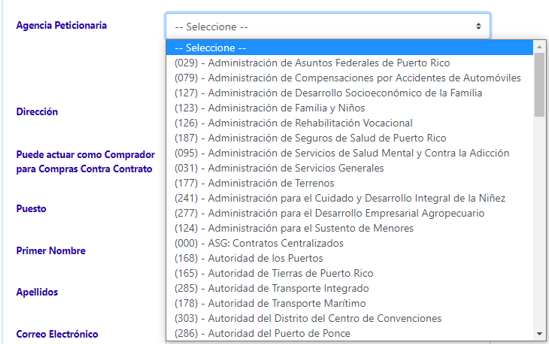 Agencia Peticionaria
-- Seleccione --
-- Seleccione --
(029) - Administración de Asuntos Federales de Puerto Rico
(079) - Administración de Compensaciones por Accidentes de Automóviles
(127) - Administración de Desarrollo Socioeconómico de la Familia
(123) - Administración de Familia y Niños
(126) - Administración de Rehabilitación Vocacional
(187) - Administración de Seguros de Salud de Puerto Rico
(095) - Administración de Servicios de Salud Mental y Contra la Adicción
(031) - Administración de Servicios Generales
(177) - Administración de Terrenos
(241) - Administración para el Cuidado y Desarrollo Integral de la Niñez
(277) - Administración para el Desarrollo Empresarial Agropecuario
(124) - Administración para el Sustento de Menores
(000) - ASG: Contratos Centralizados
(168) - Autoridad de los Puertos
(165) - Autoridad de Tierras de Puerto Rico
(285) - Autoridad de Transporte Integrado
(178) - Autoridad de Transporte Marítimo
(303) - Autoridad del Distrito del Centro de Convenciones
(286) - Autoridad del Puerto de Ponce
Dirección
Puede actuar como Comprador
para Compras Contra Contrato
Puesto
Primer Nombre
Apellidos
Correo Electrónico